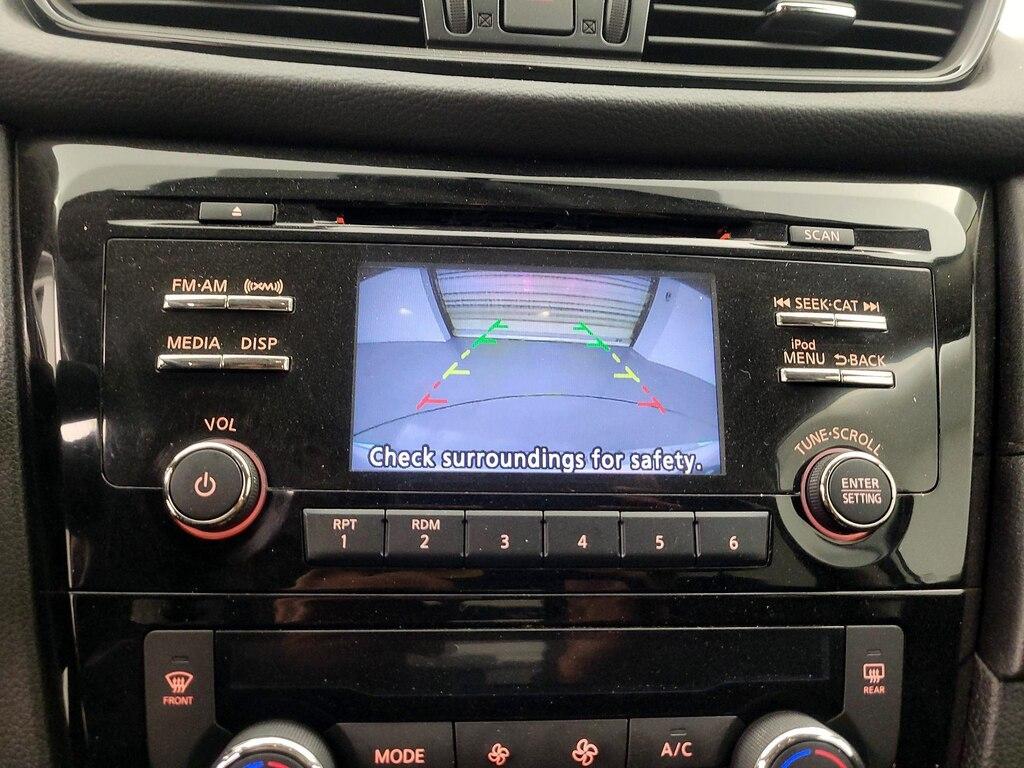 SCAN
FM·AM ((XM))
SEEK·CAT
MEDIA DISP
iPod
MENU BACK
Check surroundings for safety.
VOL
TUNE·SCROLL
ENTER
SETTING
RPT RDM
1 2 3 4 5 6
FRONT
REAR
MODE
A/C